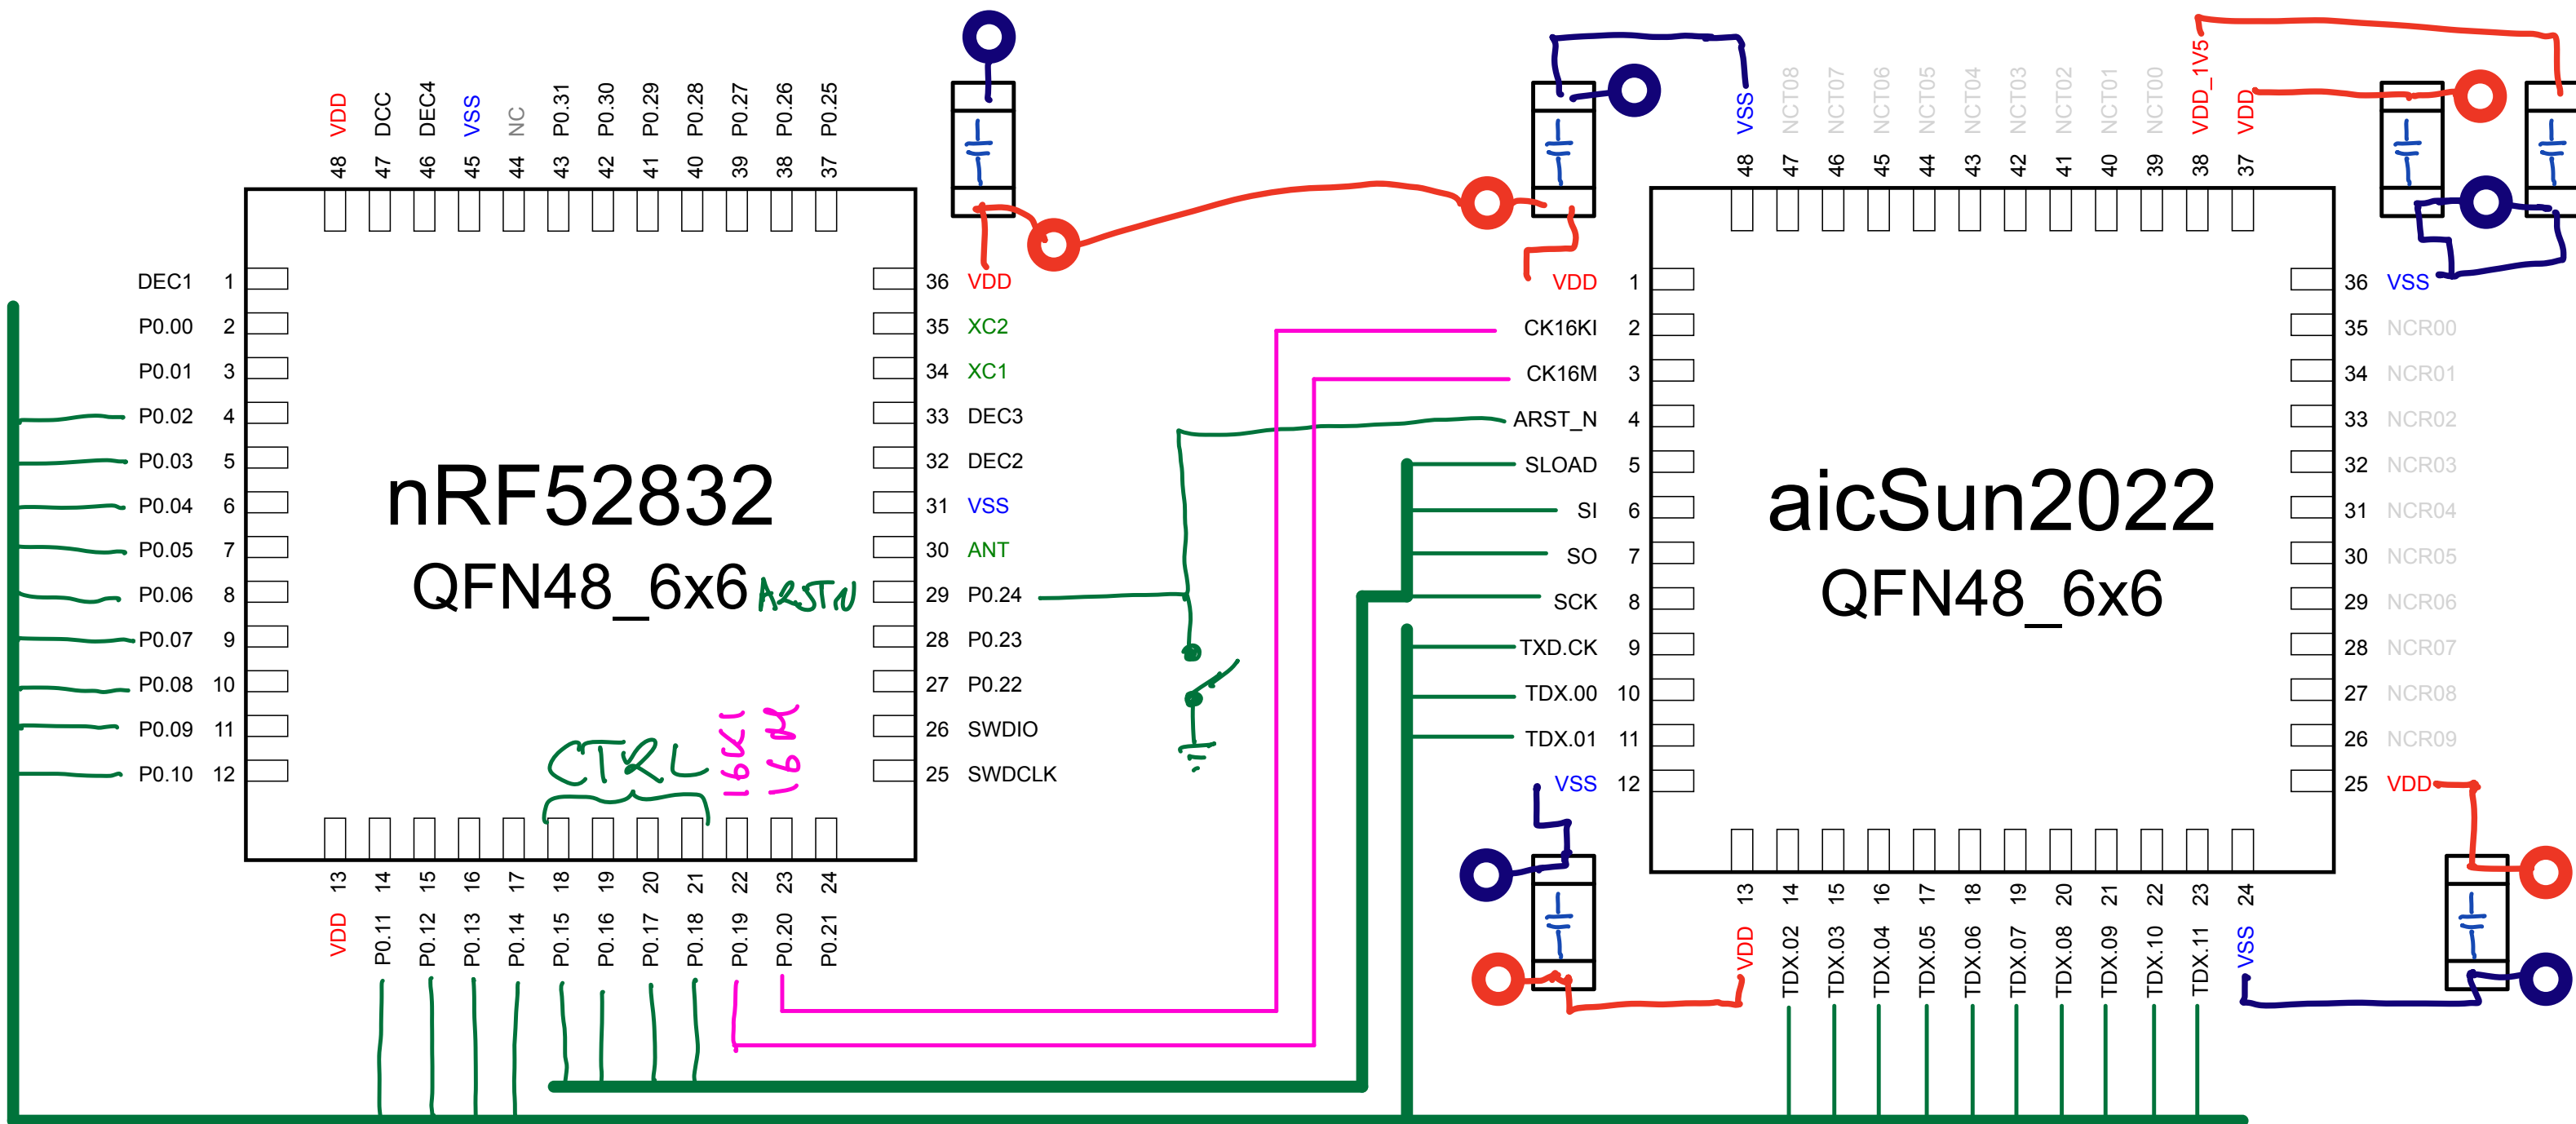 48 VDD
47 DCC
46 DEC4
45 VSS
44 NC
43 P0.31
42 P0.30
41 P0.29
40 P0.28
39 P0.27
38 P0.26
37 P0.25
DEC1 1
P0.00 2
P0.01 3
P0.02 4
P0.03 5
P0.04 6
P0.05 7
P0.06 8
P0.07 9
P0.08 10
P0.09 11
P0.10 12
nRF52832
QFN48_6x6
ARSTN
CTRL
16KI
16M
36 VDD
35 XC2
34 XC1
33 DEC3
32 DEC2
31 VSS
30 ANT
29 P0.24
28 P0.23
27 P0.22
26 SWDIO
25 SWDCLK
VDD 13
P0.11 14
P0.12 15
P0.13 16
P0.14 17
P0.15 18
P0.16 19
P0.17 20
P0.18 21
P0.19 22
P0.20 23
P0.21 24
48 VSS
47 NCT08
46 NCT07
45 NCT06
44 NCT05
43 NCT04
42 NCT03
41 NCT02
40 NCT01
39 NCT00
38 VDD_1V5
37 VDD
VDD 1
CK16KI 2
CK16M 3
ARST_N 4
SLOAD 5
SI 6
SO 7
SCK 8
TXD.CK 9
TDX.00 10
TDX.01 11
VSS 12
aicSun2022
QFN48_6x6
36 VSS
35 NCR00
34 NCR01
33 NCR02
32 NCR03
31 NCR04
30 NCR05
29 NCR06
28 NCR07
27 NCR08
26 NCR09
25 VDD
VDD 13
TDX.02 14
TDX.03 15
TDX.04 16
TDX.05 17
TDX.06 18
TDX.07 19
TDX.08 20
TDX.09 21
TDX.10 22
TDX.11 23
VSS 24